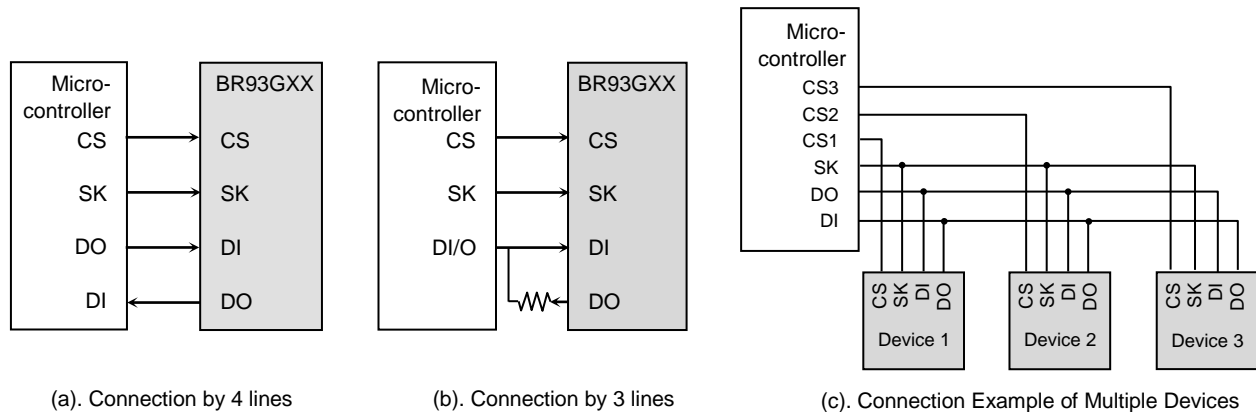 Micro-
controller
CS
SK
DO
DI
BR93GXX
CS
SK
DI
DO
(a). Connection by 4 lines
Micro-
controller
CS
SK
DI/O
BR93GXX
CS
SK
DI
DO
(b). Connection by 3 lines
Micro-
controller
CS3
CS2
CS1
SK
DO
DI
CS
SK
DI
DO
Device 1
CS
SK
DI
DO
Device 2
CS
SK
DI
DO
Device 3
(c). Connection Example of Multiple Devices